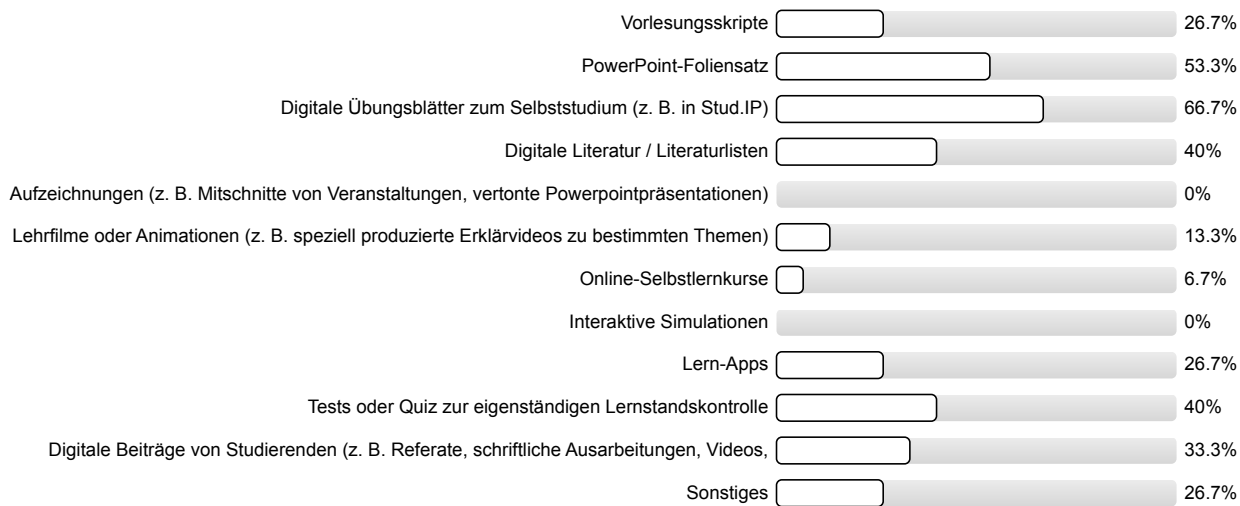 Vorlesungsskripte 26.7%
PowerPoint-Foliensatz 53.3%
Digitale Übungsblätter zum Selbststudium (z. B. in Stud.IP) 66.7%
Digitale Literatur / Literaturlisten 40%
Aufzeichnungen (z. B. Mitschnitte von Veranstaltungen, vertonte Powerpointpräsentationen) 0%
Lehrfilme oder Animationen (z. B. speziell produzierte Erklärvideos zu bestimmten Themen) 13.3%
Online-Selbstlernkurse 6.7%
Interaktive Simulationen 0%
Lern-Apps 26.7%
Tests oder Quiz zur eigenständigen Lernstandskontrolle 40%
Digitale Beiträge von Studierenden (z. B. Referate, schriftliche Ausarbeitungen, Videos, 33.3%
Sonstiges 26.7%